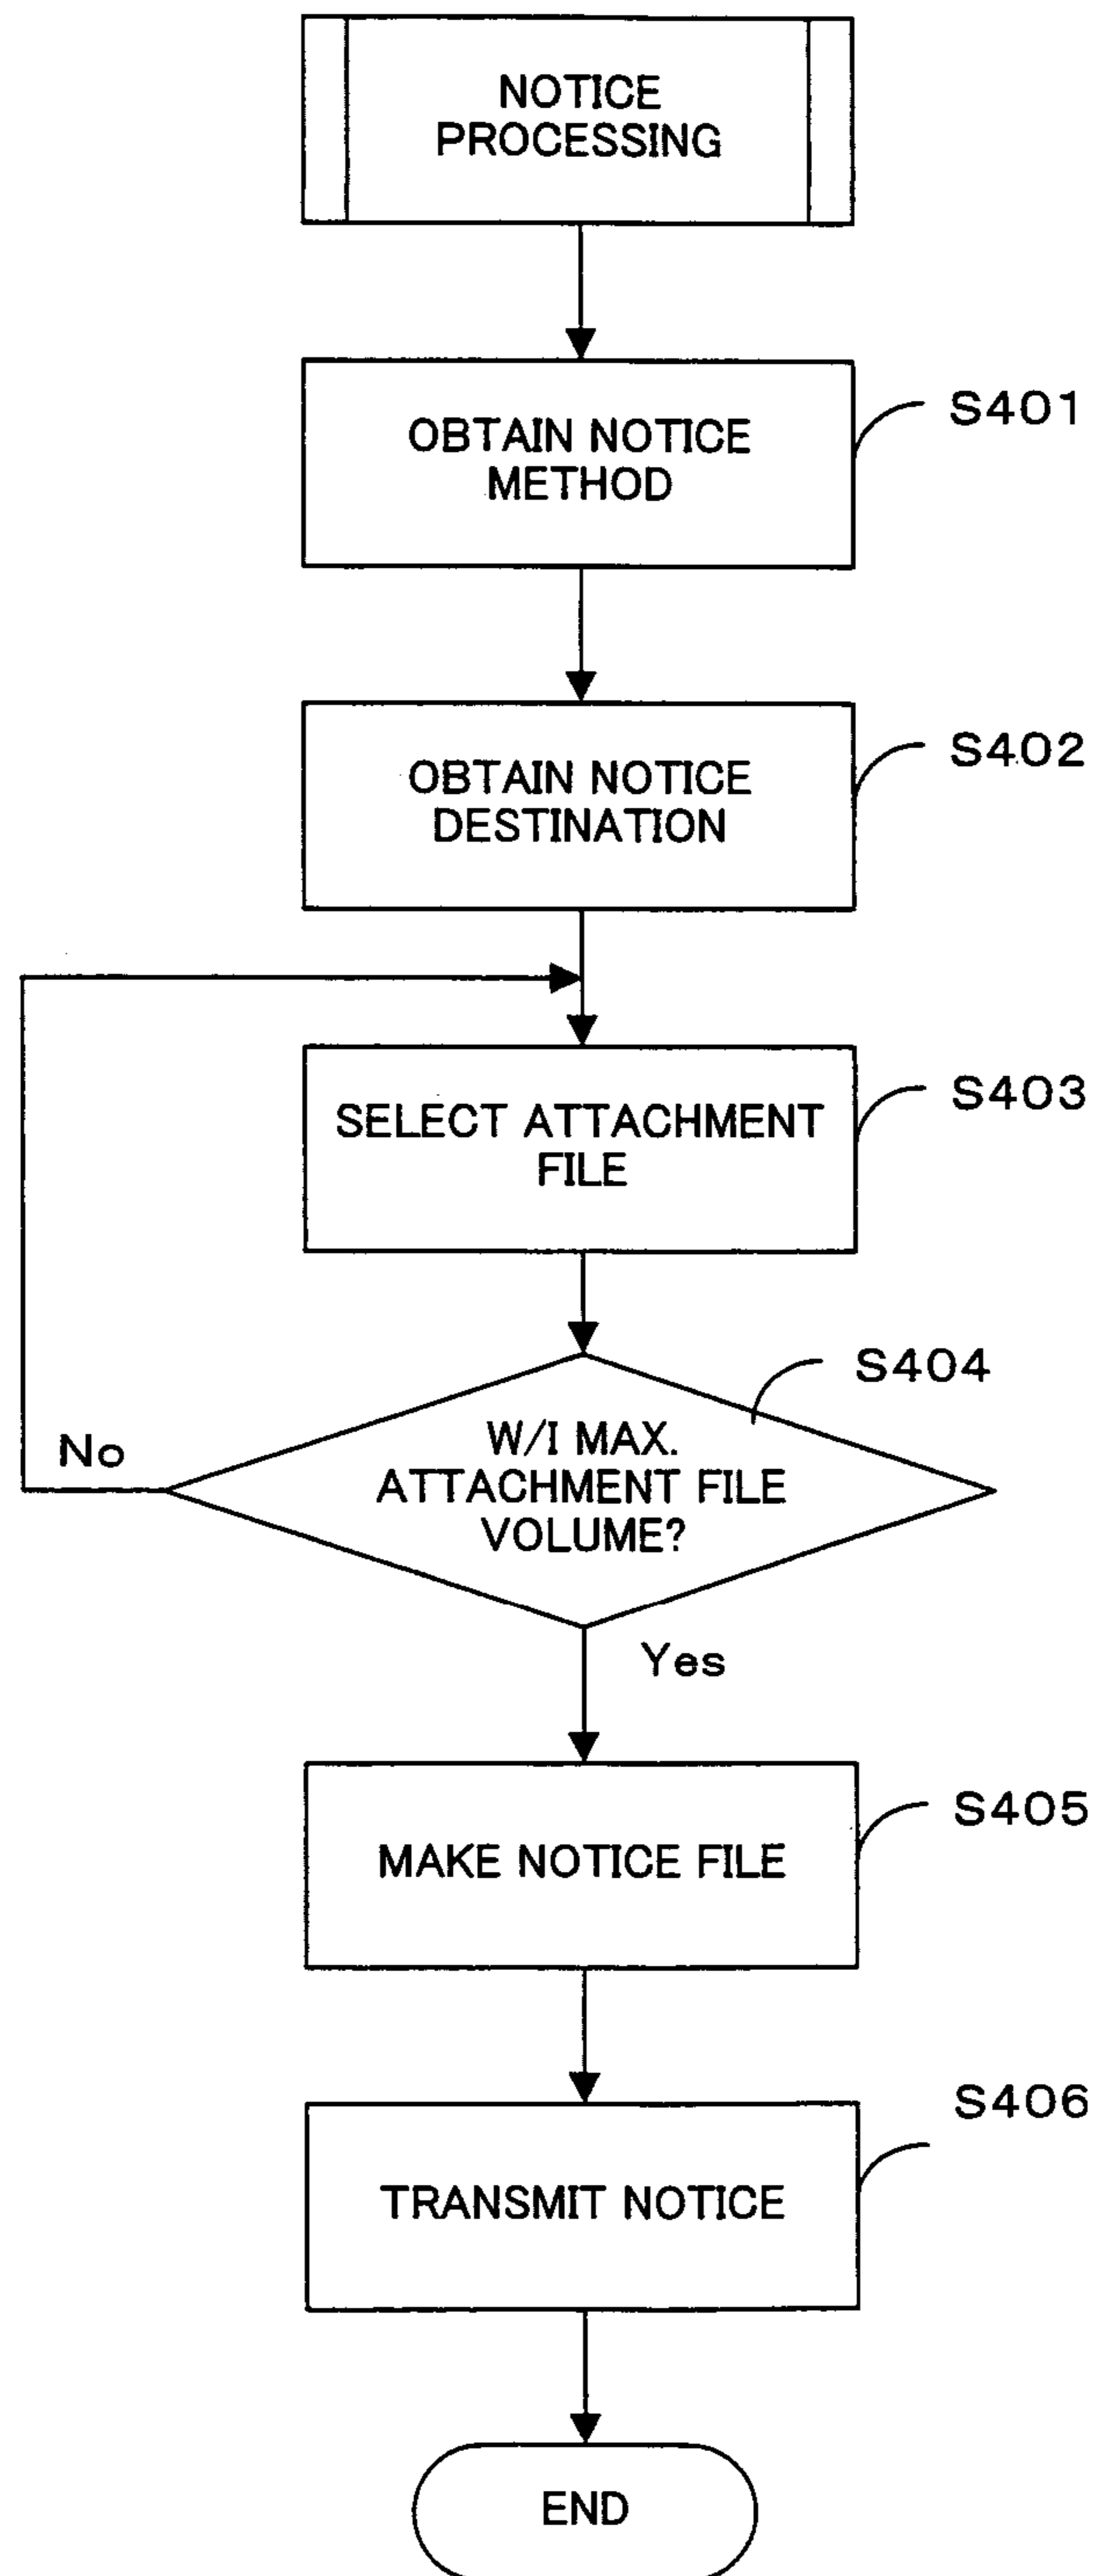 NOTICE
PROCESSING
OBTAIN NOTICE
METHOD
S401
OBTAIN NOTICE
DESTINATION
S402
SELECT ATTACHMENT
FILE
S403
S404
W/I MAX.
ATTACHMENT FILE
VOLUME?
No
Yes
MAKE NOTICE FILE
S405
TRANSMIT NOTICE
S406
END